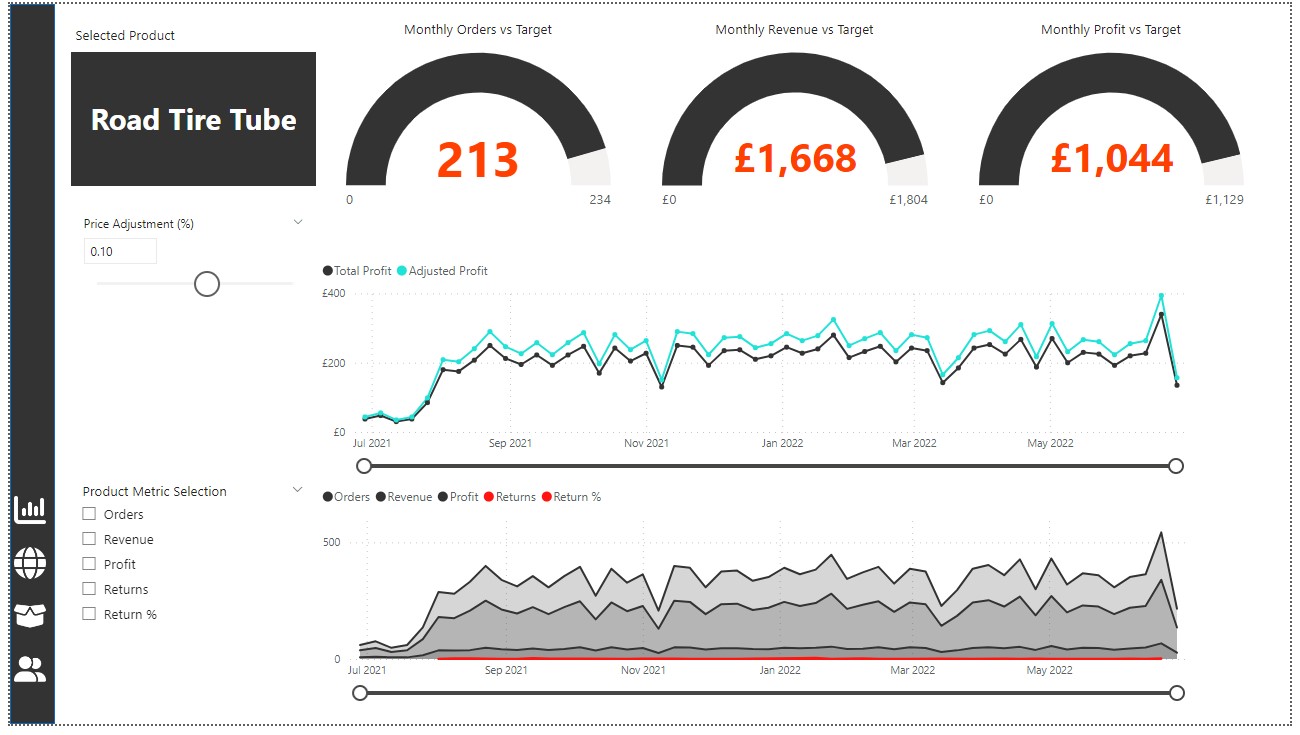 Selected Product
Road Tire Tube
Monthly Orders vs Target
213
0
234
Monthly Revenue vs Target
£1,668
£0
£1,804
Monthly Profit vs Target
£1,044
£0
£1,129
Price Adjustment (%)
0.10
Total Profit Adjusted Profit
£400
£200
£0
Jul 2021 Sep 2021 Nov 2021 Jan 2022 Mar 2022 May 2022
Product Metric Selection
Orders
Revenue
Profit
Returns
Return %
Orders Revenue Profit Returns Return %
500
0
Jul 2021 Sep 2021 Nov 2021 Jan 2022 Mar 2022 May 2022